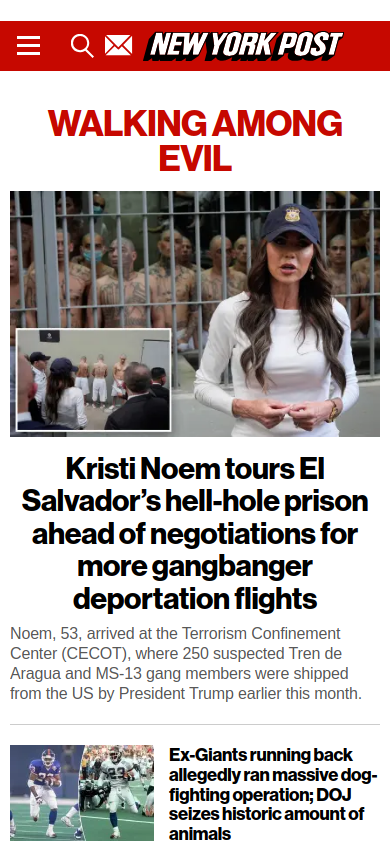 NEW YORK POST
WALKING AMONG
EVIL
Kristi Noem tours El
Salvador’s hell-hole prison
ahead of negotiations for
more gangbanger
deportation flights
Noem, 53, arrived at the Terrorism Confinement
Center (CECOT), where 250 suspected Tren de
Aragua and MS-13 gang members were shipped
from the US by President Trump earlier this month.
Ex-Giants running back
allegedly ran massive dog-
fighting operation; DOJ
seizes historic amount of
animals